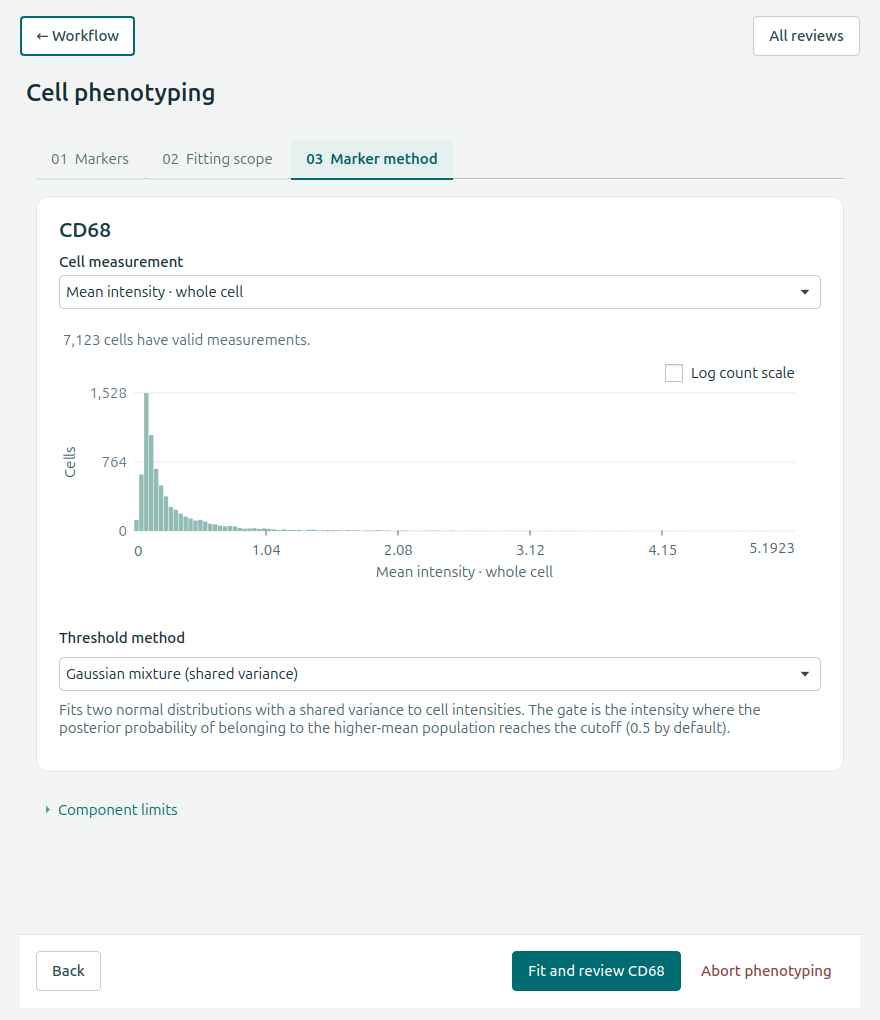 ← Workflow
All reviews
Cell phenotyping
01 Markers
02 Fitting scope
03 Marker method
CD68
Cell measurement
Mean intensity · whole cell
7,123 cells have valid measurements.
Log count scale
1,528
764
0
Cells
0
1.04
2.08
3.12
4.15
5.1923
Mean intensity · whole cell
Threshold method
Gaussian mixture (shared variance)
Fits two normal distributions with a shared variance to cell intensities. The gate is the intensity where the
posterior probability of belonging to the higher-mean population reaches the cutoff (0.5 by default).
Component limits
Back
Fit and review CD68
Abort phenotyping